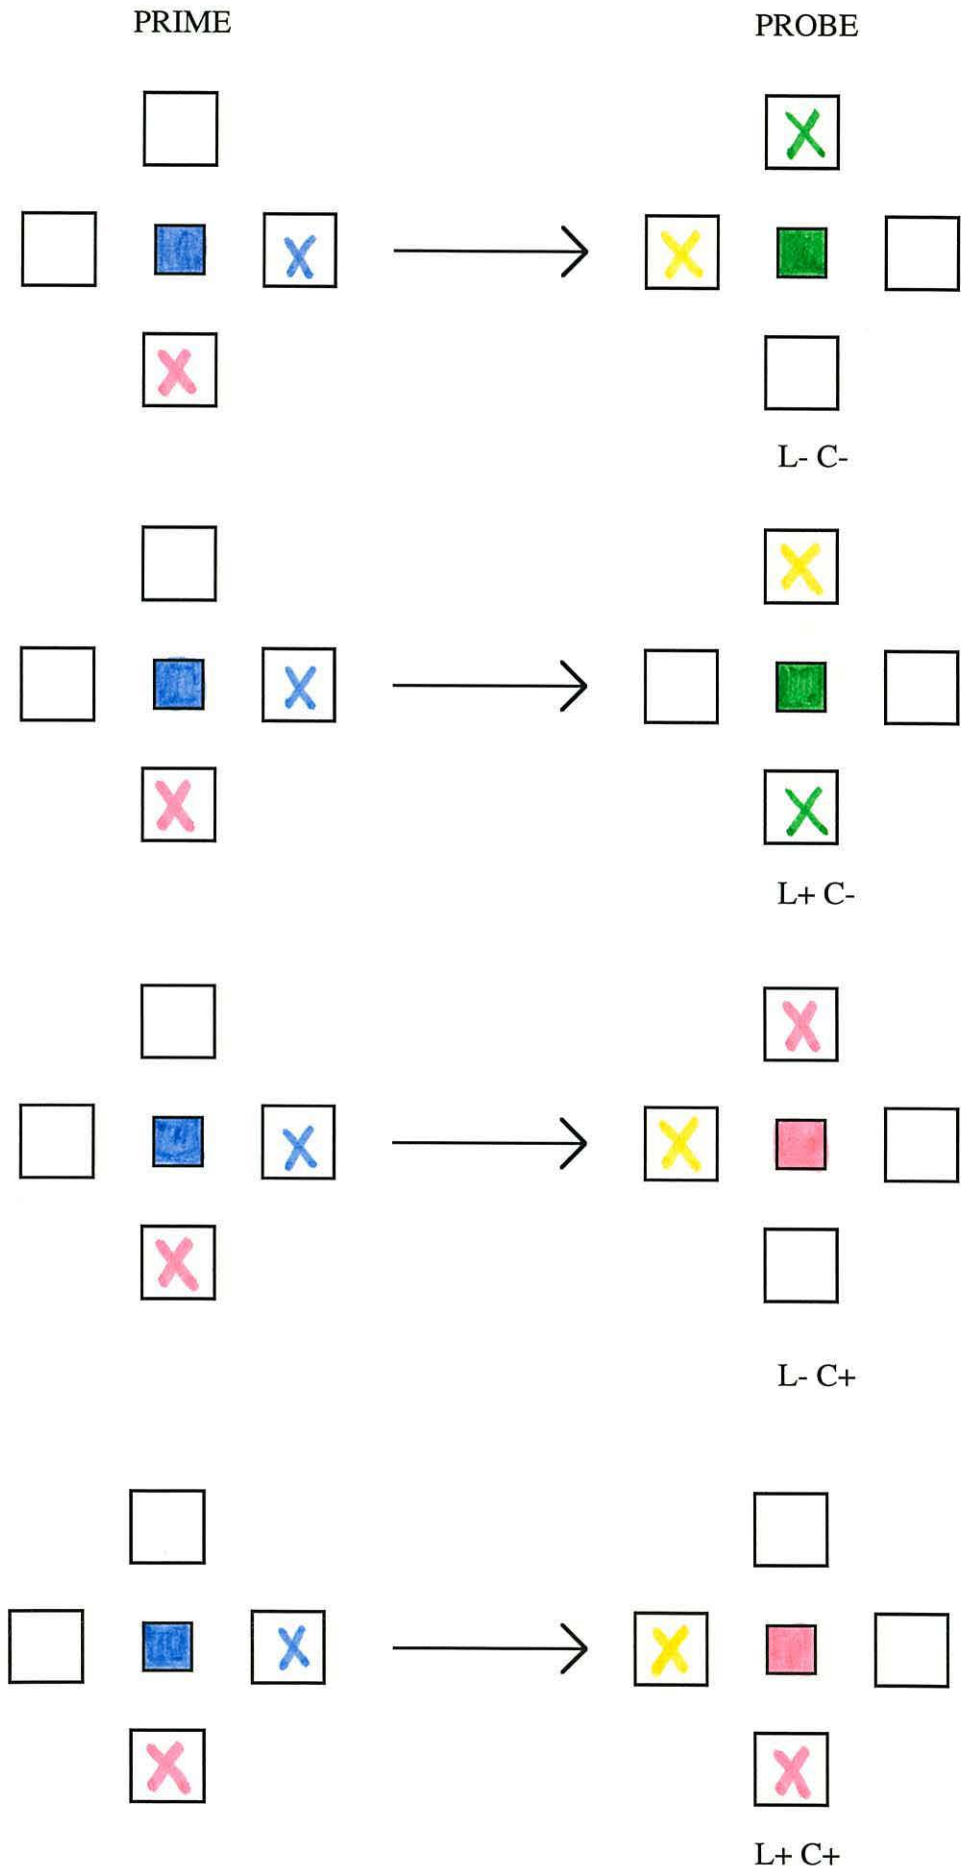 PRIME
PROBE
L- C-
L+ C-
L- C+
L+ C+